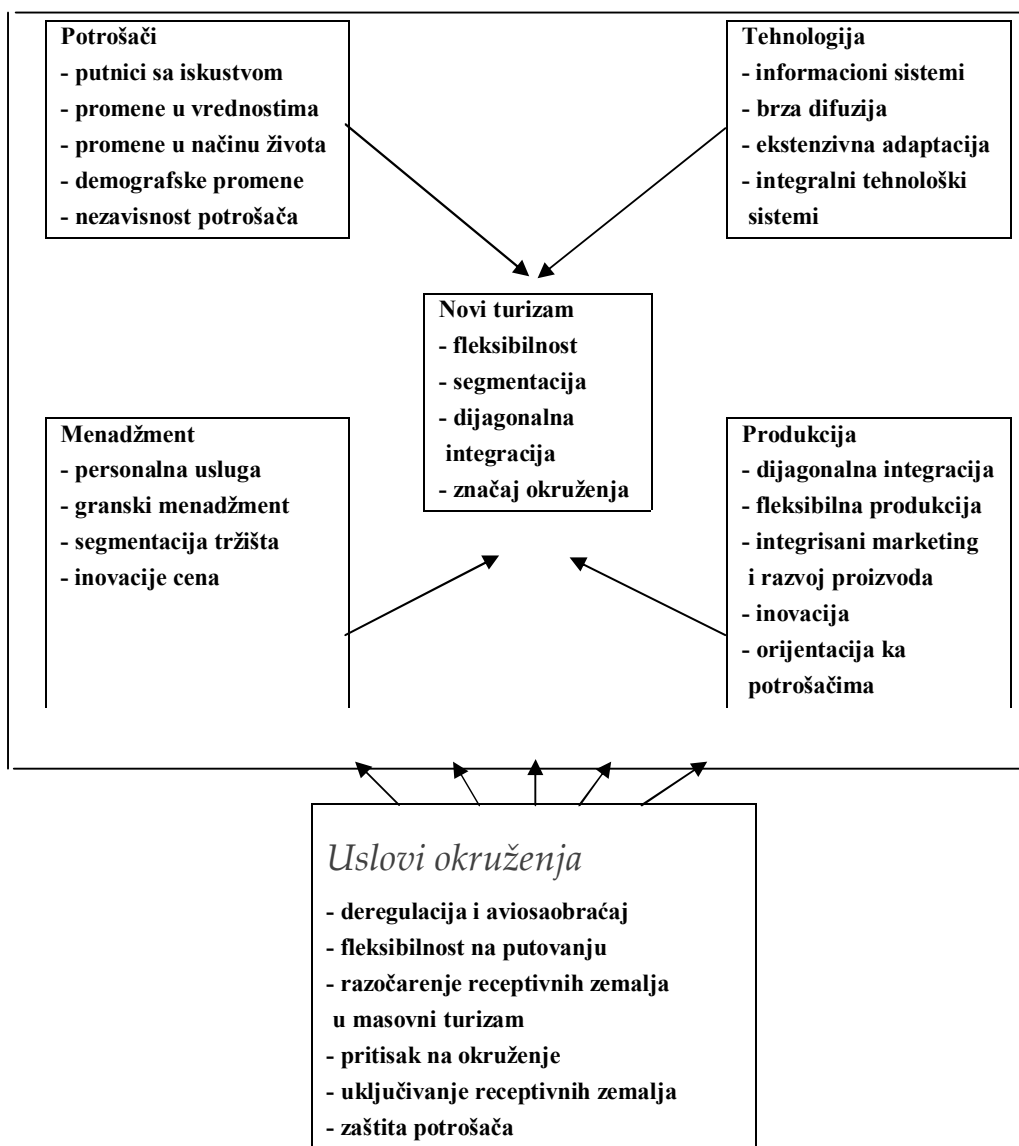 Potrošači
- putnici sa iskustvom
- promene u vrednostima
- promene u načinu života
- demografske promene
- nezavisnost potrošača
Tehnologija
- informacioni sistemi
- brza difuzija
- ekstenzivna adaptacija
- integralni tehnološki
sistemi
Novi turizam
- fleksibilnost
- segmentacija
- dijagonalna
integracija
- značaj okruženja
Menadžment
- personalna usluga
- granski menadžment
- segmentacija tržišta
- inovacije cena
Produkcija
- dijagonalna integracija
- fleksibilna produkcija
- integrisani marketing
i razvoj proizvoda
- inovacija
- orijentacija ka
potrošačima
Uslovi okruženja
- deregulacija i aviosaobraćaj
- fleksibilnost na putovanju
- razočarenje receptivnih zemalja
u masovni turizam
- pritisak na okruženje
- uključivanje receptivnih zemalja
- zaštita potrošača